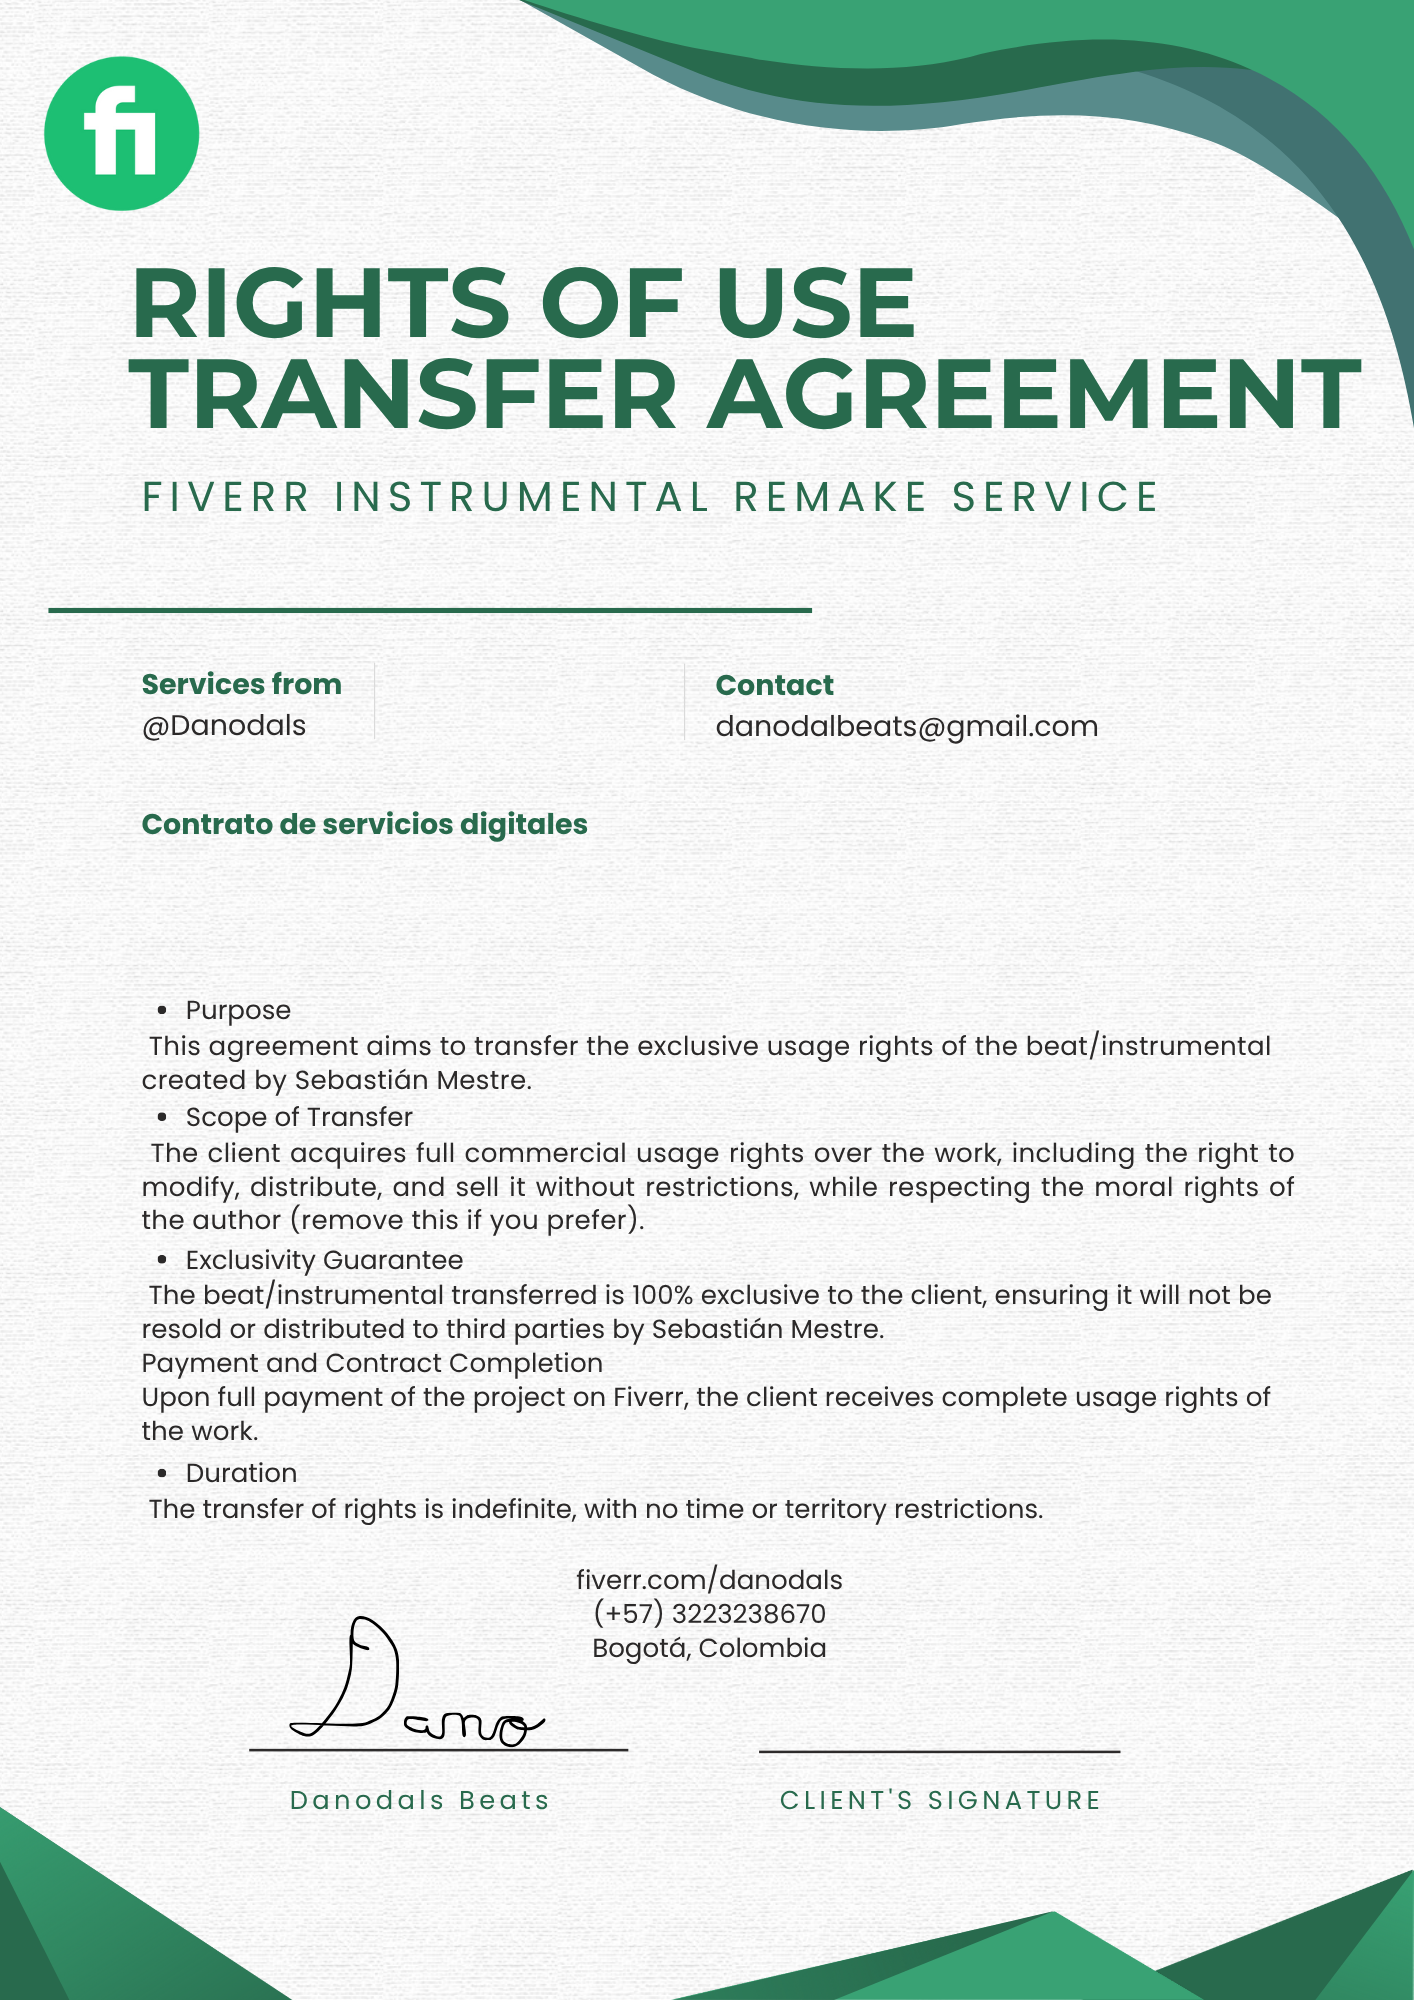 fi
RIGHTS OF USE
TRANSFER AGREEMENT
FIVERR INSTRUMENTAL REMAKE SERVICE
Services from
@Danodals
Contact
danodalbeats@gmail.com
Contrato de servicios digitales
• Purpose
This agreement aims to transfer the exclusive usage rights of the beat/instrumental
created by Sebastián Mestre.
• Scope of Transfer
The client acquires full commercial usage rights over the work, including the right to
modify, distribute, and sell it without restrictions, while respecting the moral rights of
the author (remove this if you prefer).
• Exclusivity Guarantee
The beat/instrumental transferred is 100% exclusive to the client, ensuring it will not be
resold or distributed to third parties by Sebastián Mestre.
Payment and Contract Completion
Upon full payment of the project on Fiverr, the client receives complete usage rights of
the work.
• Duration
The transfer of rights is indefinite, with no time or territory restrictions.
fiverr.com/danodals
(+57) 3223238670
Bogotá, Colombia
Dano
Danodals Beats
CLIENT'S SIGNATURE